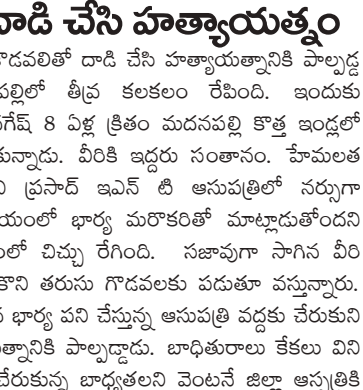 దాడి చేసి హత్యాయత్నం
కొడవలితో దాడి చేసి హత్యాయత్నానికి పాల్పడ్డ
పల్లిలో తీవ్ర కలకలం రేపింది. ఇందుకు
గేష్ 8 ఏళ్ల క్రితం మదనపల్లి కొత్త ఇండ్లలో
కున్నాడు. వీరికి ఇద్దరు సంతానం. హేమలత
ప్రసాద్ ఇఎన్ టి ఆసుపత్రిలో నర్సుగా
యంలో భార్య మరొకరితో మాట్లాడుతోందని
లో చిచ్చు రేగింది. సజావుగా సాగిన వీరి
కొని తరుసు గొడవలకు పడుతూ వస్తున్నారు.
భార్య పని చేస్తున్న ఆసుపత్రి వద్దకు చేరుకుని
త్నానికి పాల్పడ్డాడు. బాధితురాలు కేకలు విని
చేరుకున్న బాధ్యతలని వెంటనే జిల్లా ఆస్పత్రికి